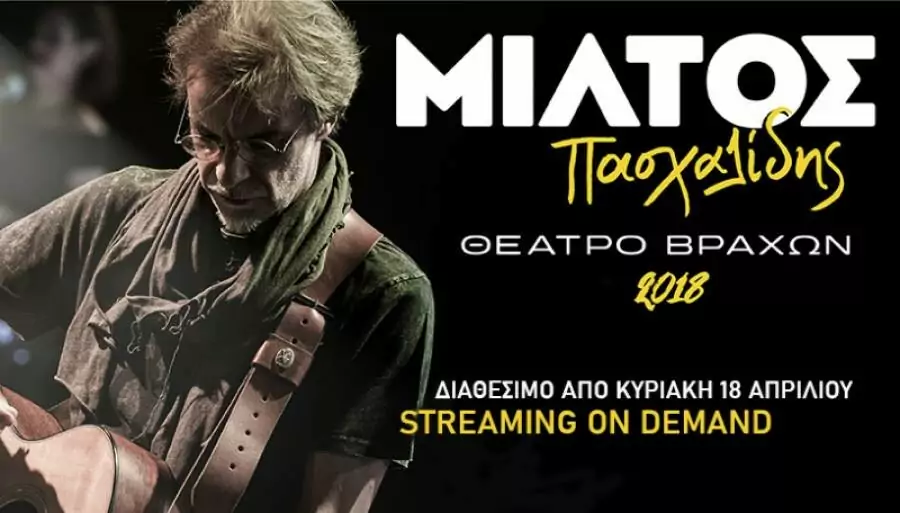 ΜΙΛΤΟΣ
Πασχαλίδης
ΘΕΑΤΡΟ ΒΡΑΧΩΝ
2018
ΔΙΑΘΕΣΙΜΟ ΑΠΟ ΚΥΡΙΑΚΗ 18 ΑΠΡΙΛΙΟΥ
STREAMING ON DEMAND